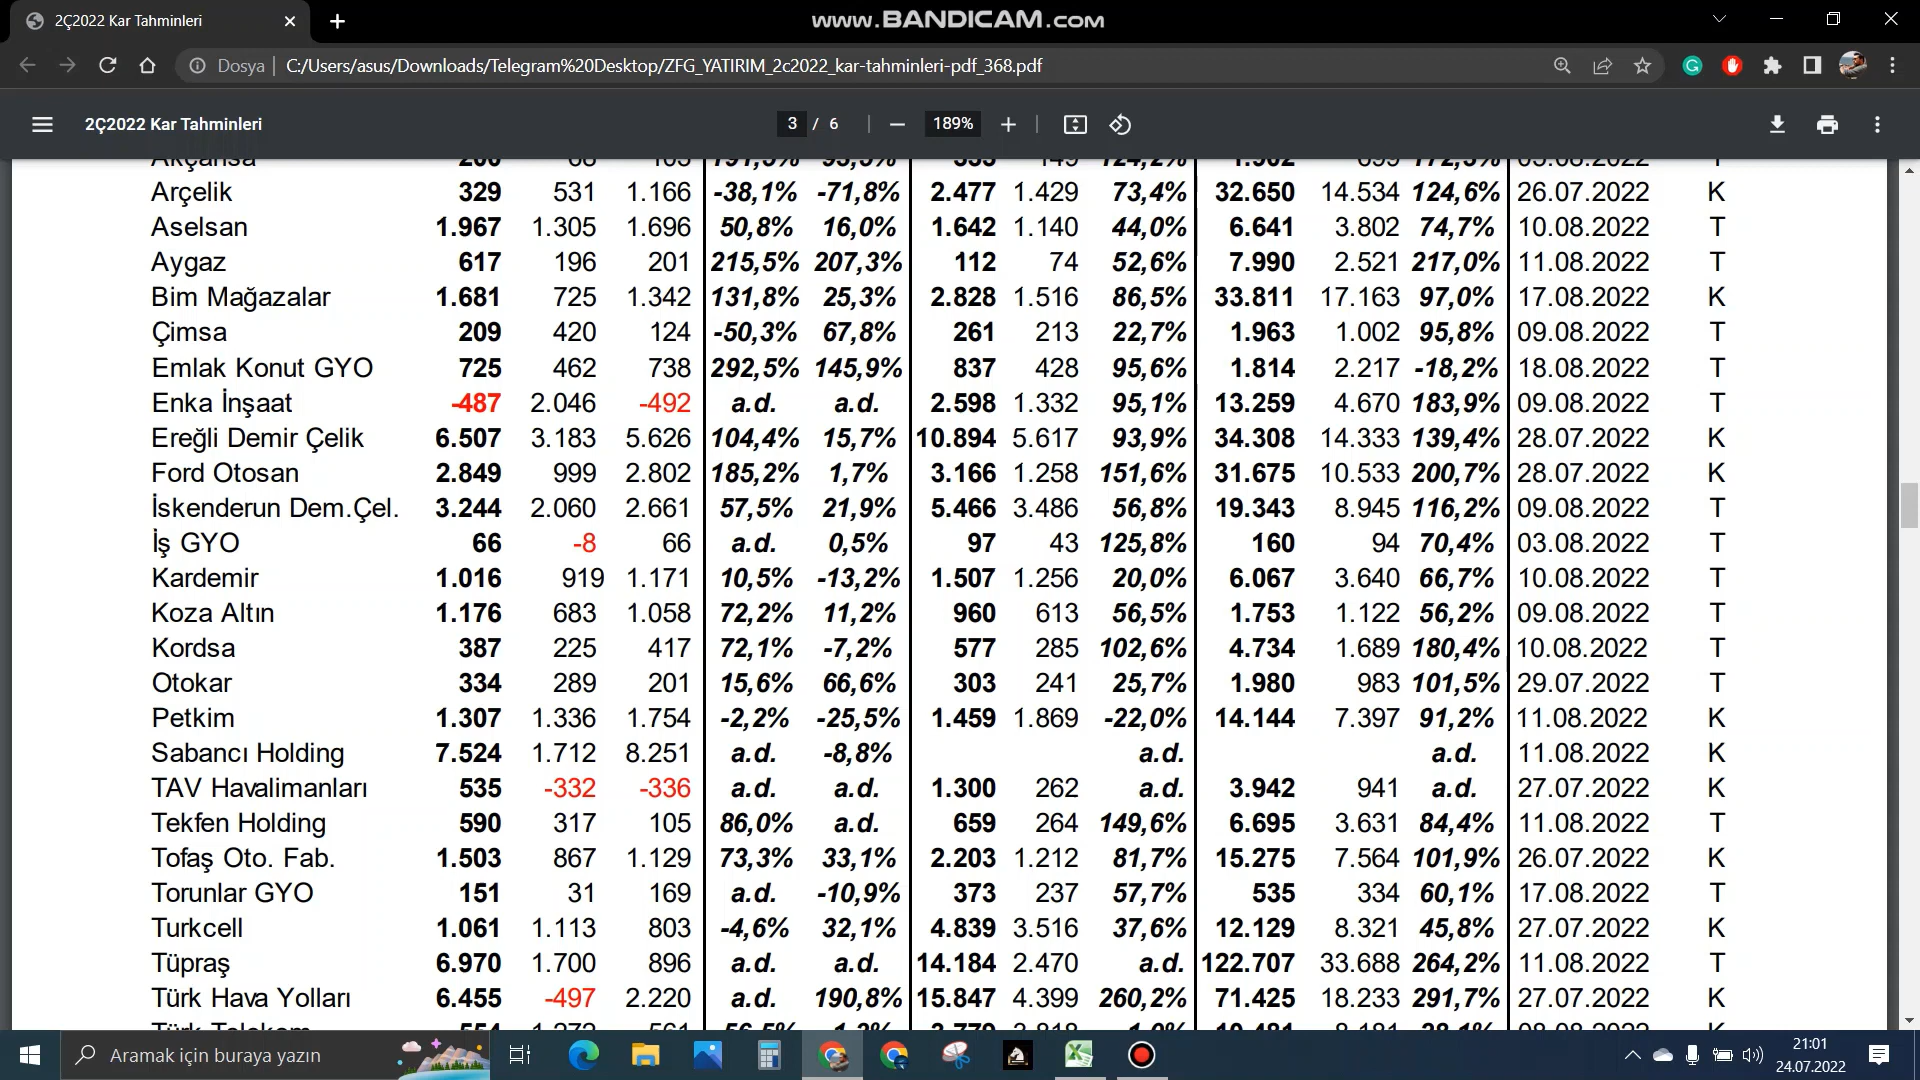 2Ç2022 Kar Tahminleri
www.BANDICAM.com
Dosya | C:/Users/asus/Downloads/Telegram%20Desktop/ZFG_YATIRIM_2c2022_kar-tahminleri-pdf_368.pdf
2Ç2022 Kar Tahminleri 3 / 6 189%
Arçelik 329 531 1.166 -38,1% -71,8% 2.477 1.429 73,4% 32.650 14.534 124,6% 26.07.2022 K
Aselsan 1.967 1.305 1.696 50,8% 16,0% 1.642 1.140 44,0% 6.641 3.802 74,7% 10.08.2022 T
Aygaz 617 196 201 215,5% 207,3% 112 74 52,6% 7.990 2.521 217,0% 11.08.2022 T
Bim Mağazalar 1.681 725 1.342 131,8% 25,3% 2.828 1.516 86,5% 33.811 17.163 97,0% 17.08.2022 K
Çimsa 209 420 124 -50,3% 67,8% 261 213 22,7% 1.963 1.002 95,8% 09.08.2022 T
Emlak Konut GYO 725 462 738 292,5% 145,9% 837 428 95,6% 1.814 2.217 -18,2% 18.08.2022 T
Enka İnşaat -487 2.046 -492 a.d. a.d. 2.598 1.332 95,1% 13.259 4.670 183,9% 09.08.2022 T
Ereğli Demir Çelik 6.507 3.183 5.626 104,4% 15,7% 10.894 5.617 93,9% 34.308 14.333 139,4% 28.07.2022 K
Ford Otosan 2.849 999 2.802 185,2% 1,7% 3.166 1.258 151,6% 31.675 10.533 200,7% 28.07.2022 K
İskenderun Dem.Çel. 3.244 2.060 2.661 57,5% 21,9% 5.466 3.486 56,8% 19.343 8.945 116,2% 09.08.2022 T
İş GYO 66 -8 66 a.d. 0,5% 97 43 125,8% 160 94 70,4% 03.08.2022 T
Kardemir 1.016 919 1.171 10,5% -13,2% 1.507 1.256 20,0% 6.067 3.640 66,7% 10.08.2022 T
Koza Altın 1.176 683 1.058 72,2% 11,2% 960 613 56,5% 1.753 1.122 56,2% 09.08.2022 T
Kordsa 387 225 417 72,1% -7,2% 577 285 102,6% 4.734 1.689 180,4% 10.08.2022 T
Otokar 334 289 201 15,6% 66,6% 303 241 25,7% 1.980 983 101,5% 29.07.2022 T
Petkim 1.307 1.336 1.754 -2,2% -25,5% 1.459 1.869 -22,0% 14.144 7.397 91,2% 11.08.2022 K
Sabancı Holding 7.524 1.712 8.251 a.d. -8,8% a.d. a.d. 11.08.2022 K
TAV Havalimanları 535 -332 -336 a.d. a.d. 1.300 262 a.d. 3.942 941 a.d. 27.07.2022 K
Tekfen Holding 590 317 105 86,0% a.d. 659 264 149,6% 6.695 3.631 84,4% 11.08.2022 T
Tofaş Oto. Fab. 1.503 867 1.129 73,3% 33,1% 2.203 1.212 81,7% 15.275 7.564 101,9% 26.07.2022 K
Torunlar GYO 151 31 169 a.d. -10,9% 373 237 57,7% 535 334 60,1% 17.08.2022 T
Turkcell 1.061 1.113 803 -4,6% 32,1% 4.839 3.516 37,6% 12.129 8.321 45,8% 27.07.2022 K
Tüpraş 6.970 1.700 896 a.d. a.d. 14.184 2.470 a.d. 122.707 33.688 264,2% 11.08.2022 T
Türk Hava Yolları 6.455 -497 2.220 a.d. 190,8% 15.847 4.399 260,2% 71.425 18.233 291,7% 27.07.2022 K
Aramak için buraya yazın
21:01
24.07.2022